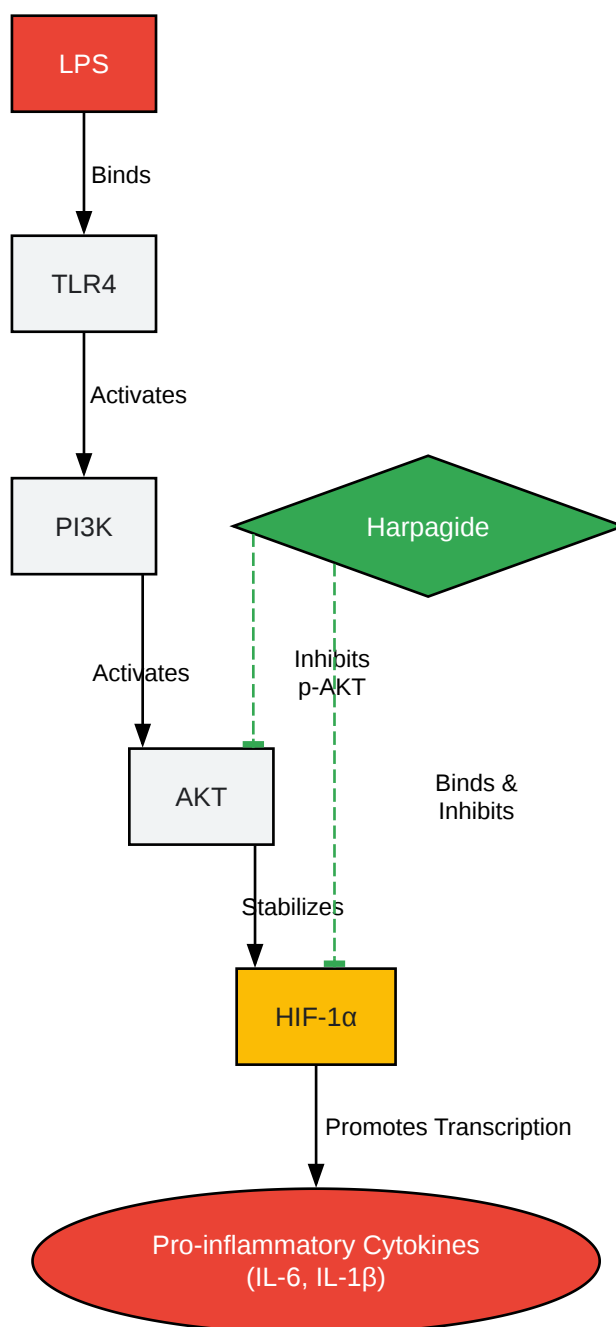 LPS
Binds
TLR4
Activates
PI3K
Harpagide
Activates
Inhibits
p-AKT
AKT
Binds &
Inhibits
Stabilizes
HIF-1α
Promotes Transcription
Pro-inflammatory Cytokines
(IL-6, IL-1β)